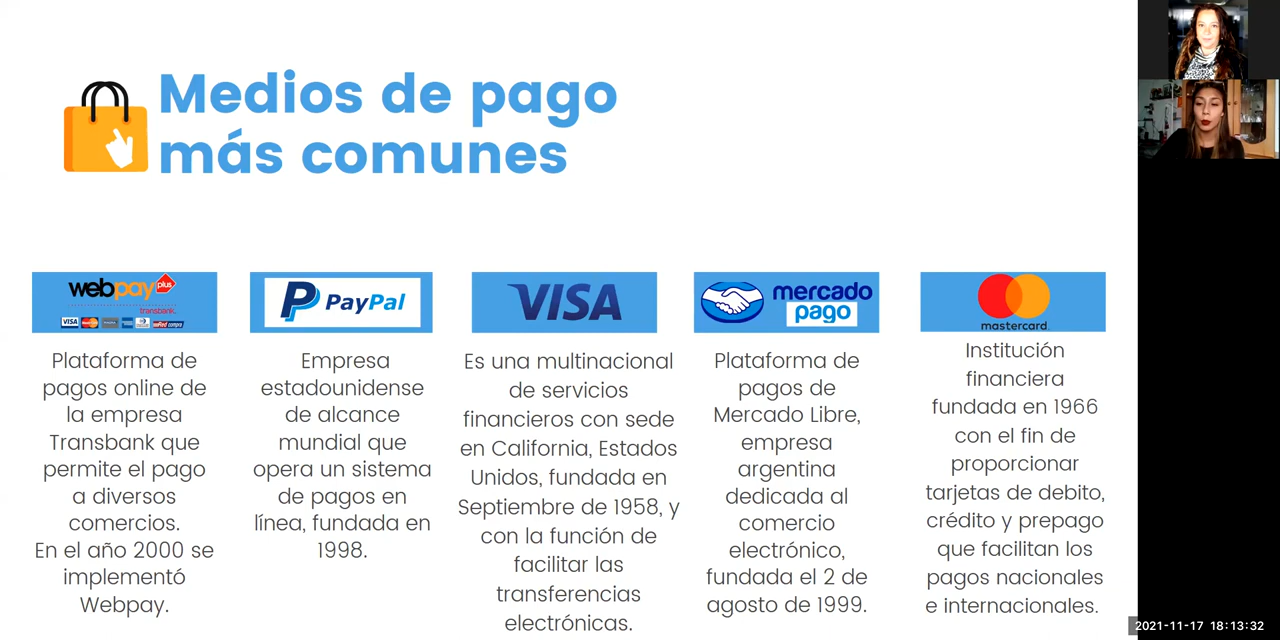 Medios de pago
más comunes
webpay plus
transbank.
VISA
PayPal
VISA
mercado
pago
mastercard
Plataforma de
pagos online de
la empresa
Transbank que
permite el pago
a diversos
comercios.
En el año 2000 se
implementó
Webpay.
Empresa
estadounidense
de alcance
mundial que
opera un sistema
de pagos en
línea, fundada en
1998.
Es una multinacional
de servicios
financieros con sede
en California, Estados
Unidos, fundada en
Septiembre de 1958, y
con la función de
facilitar las
transferencias
electrónicas.
Plataforma de
pagos de
Mercado Libre,
empresa
argentina
dedicada al
comercio
electrónico,
fundada el 2 de
agosto de 1999.
Institución
financiera
fundada en 1966
con el fin de
proporcionar
tarjetas de debito,
crédito y prepago
que facilitan los
pagos nacionales
e internacionales.
2021-11-17 18:13:32